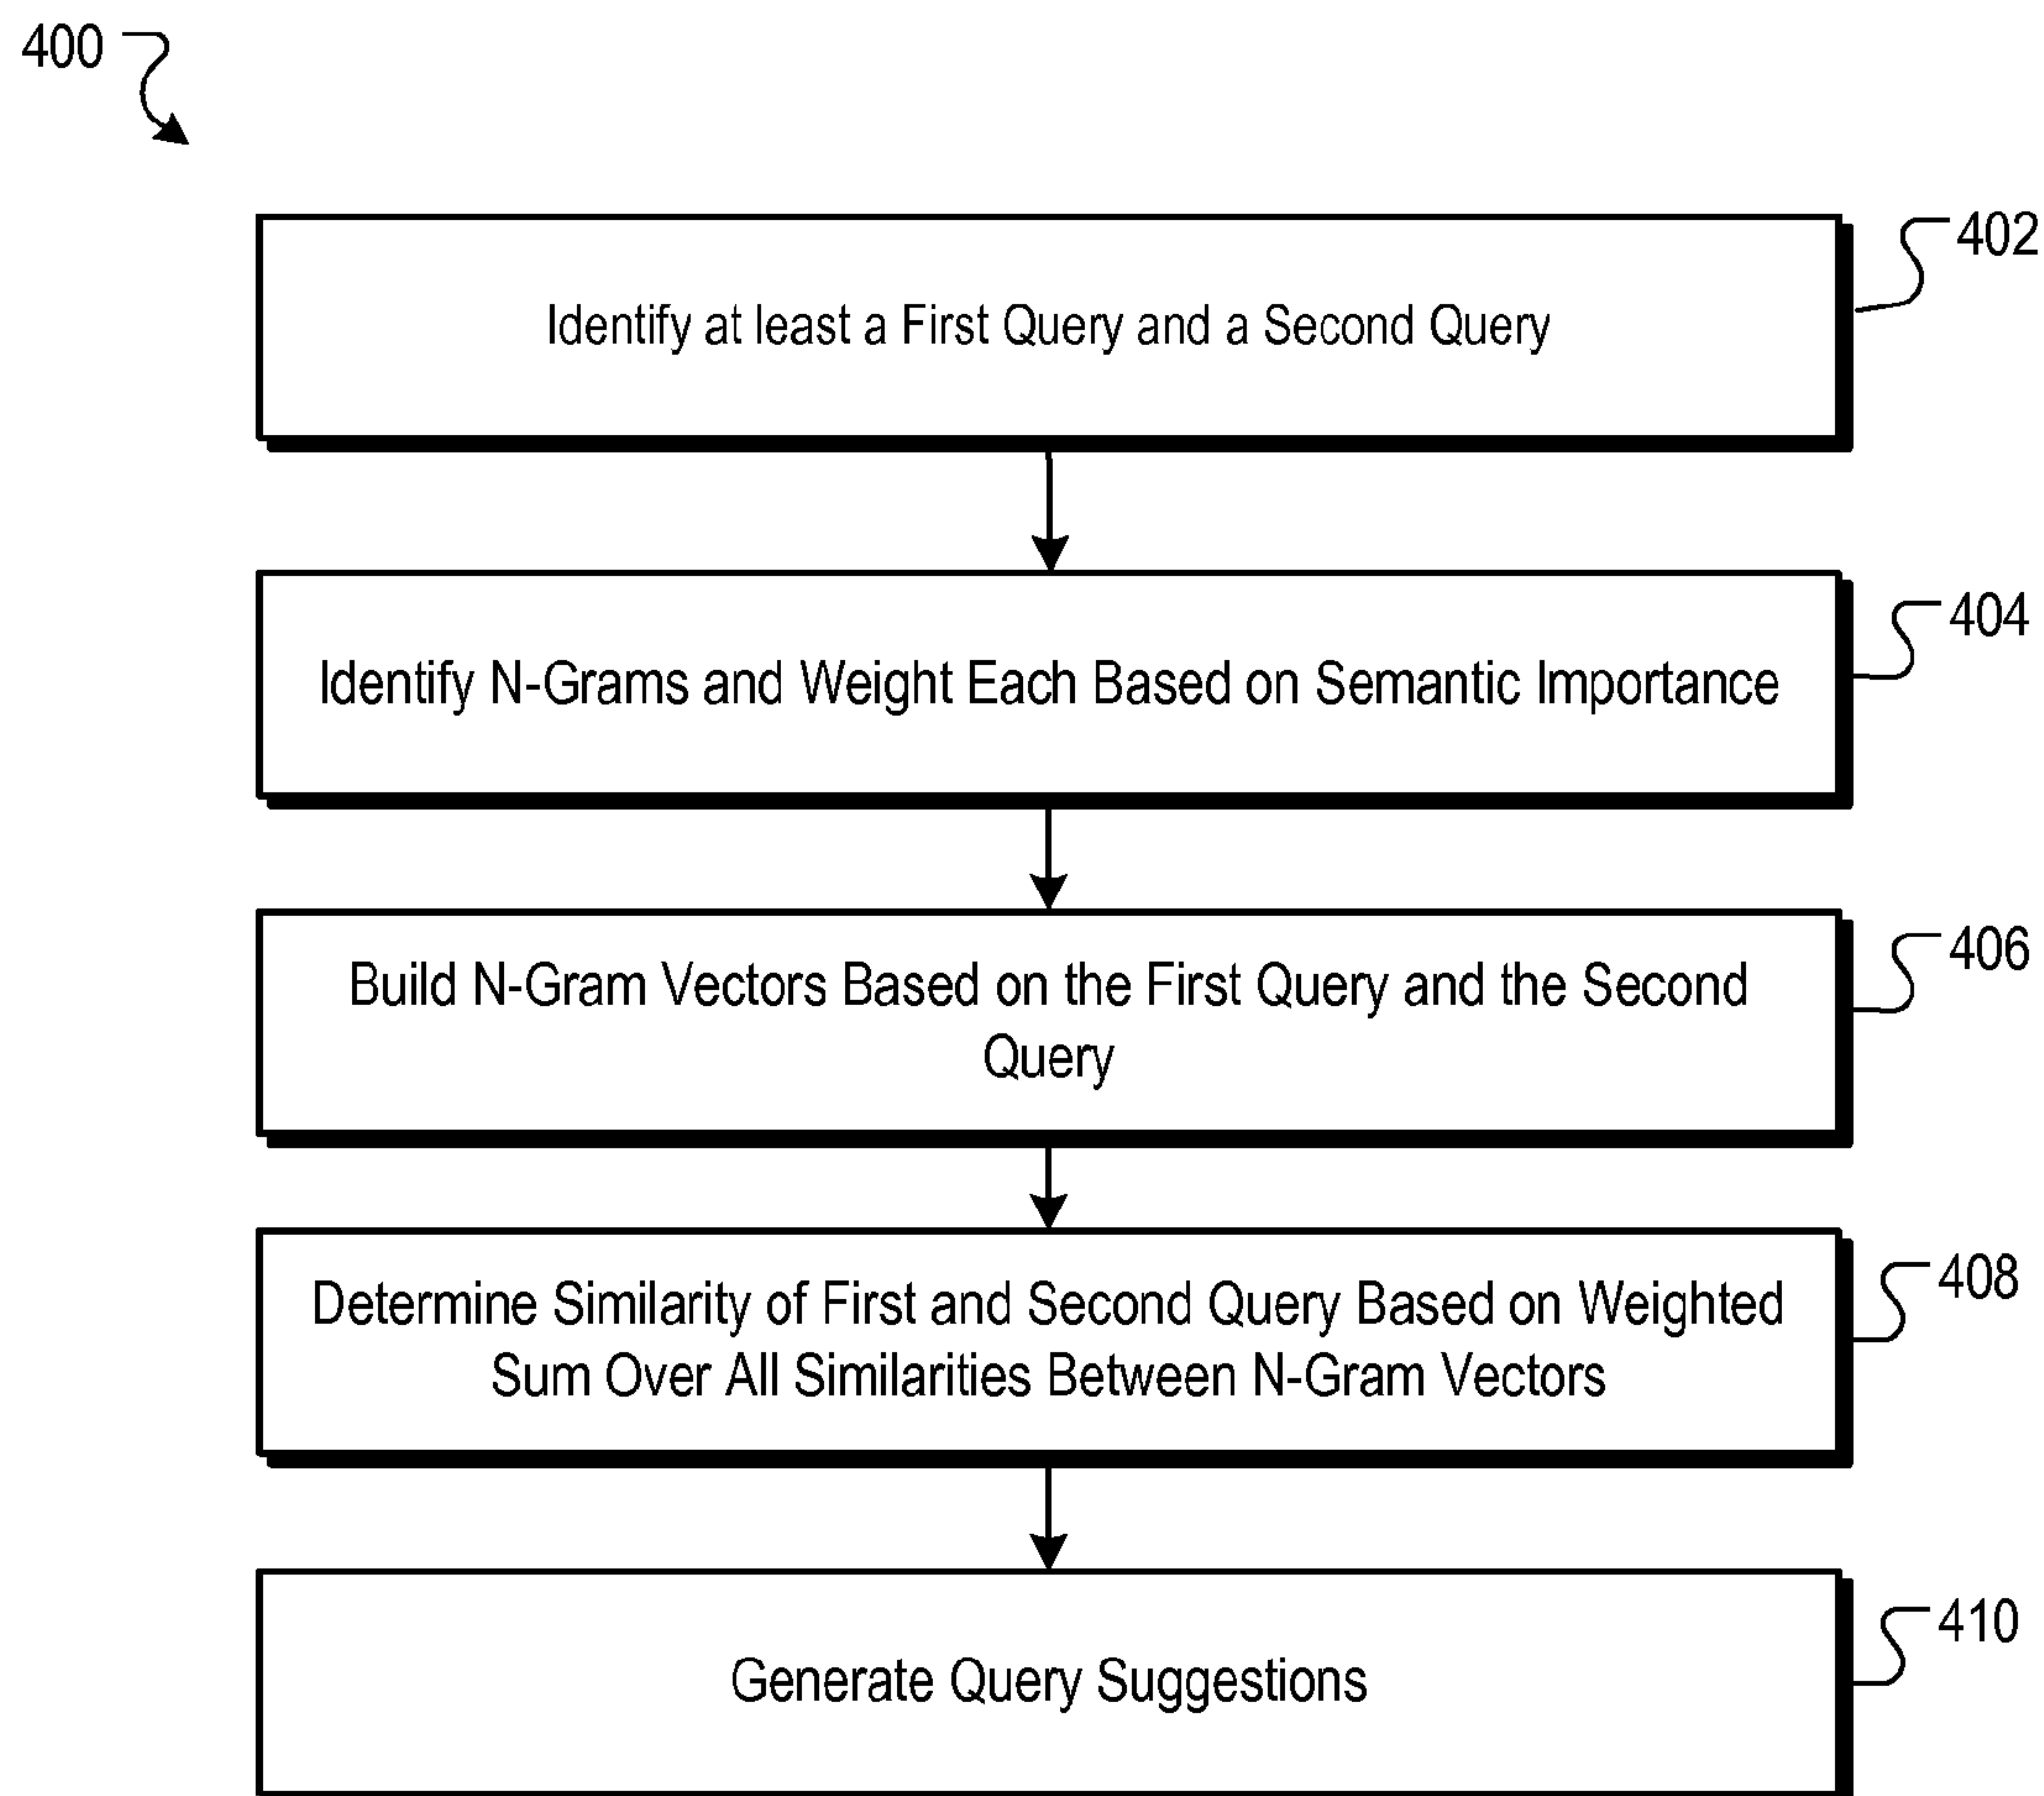 400
402
Identify at least a First Query and a Second Query
404
Identify N-Grams and Weight Each Based on Semantic Importance
406
Build N-Gram Vectors Based on the First Query and the Second
Query
408
Determine Similarity of First and Second Query Based on Weighted
Sum Over All Similarities Between N-Gram Vectors
410
Generate Query Suggestions